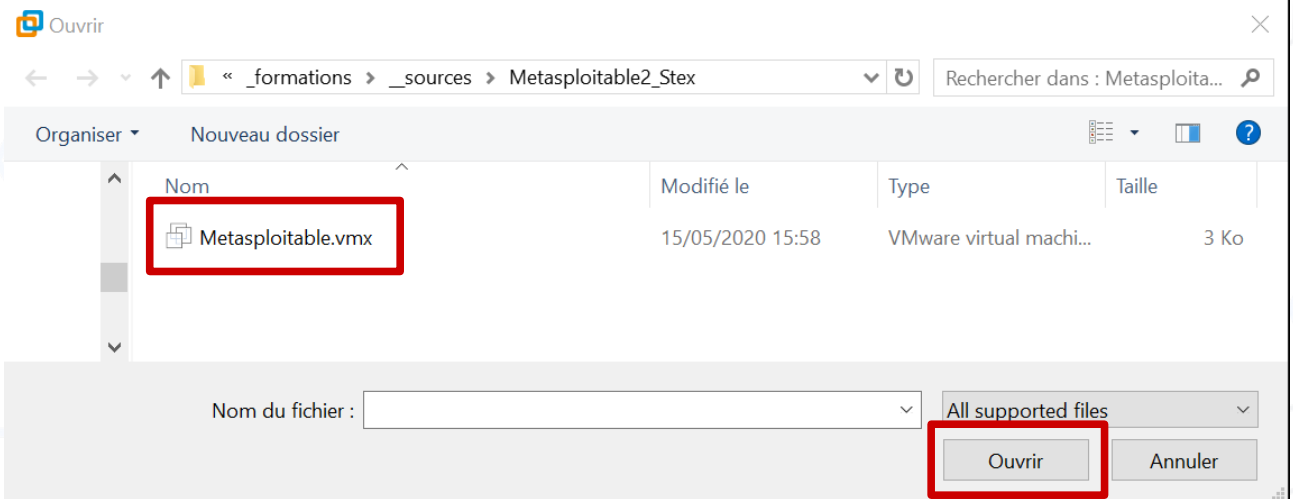 Ouvrir
« _formations > __sources > Metasploitable2_Stex
Rechercher dans : Metasploita...
Organiser Nouveau dossier ?
Nom Modifié le Type Taille
Metasploitable.vmx 15/05/2020 15:58 VMware virtual machi... 3 Ko
Nom du fichier : All supported files
Ouvrir Annuler